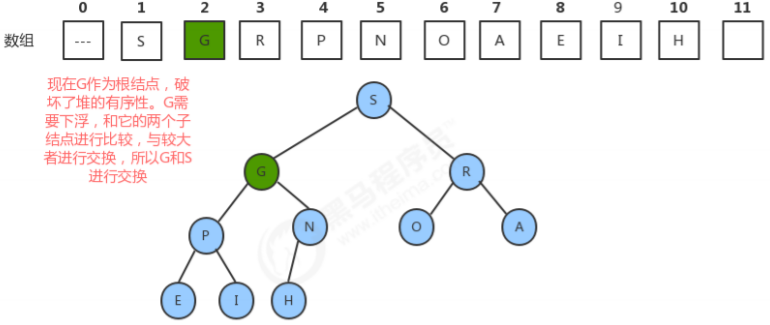 0 1 2 3 4 5 6 7 8 9 10 11
数组 --- S G R P N O A E I H
现在G作为根结点，破
坏了堆的有序性。G需
要下浮，和它的两个子
结点进行比较，与较大
者进行交换，所以G和S
进行交换
S
G R
P N O A
E I H
黑马程序员™
www.itheima.com